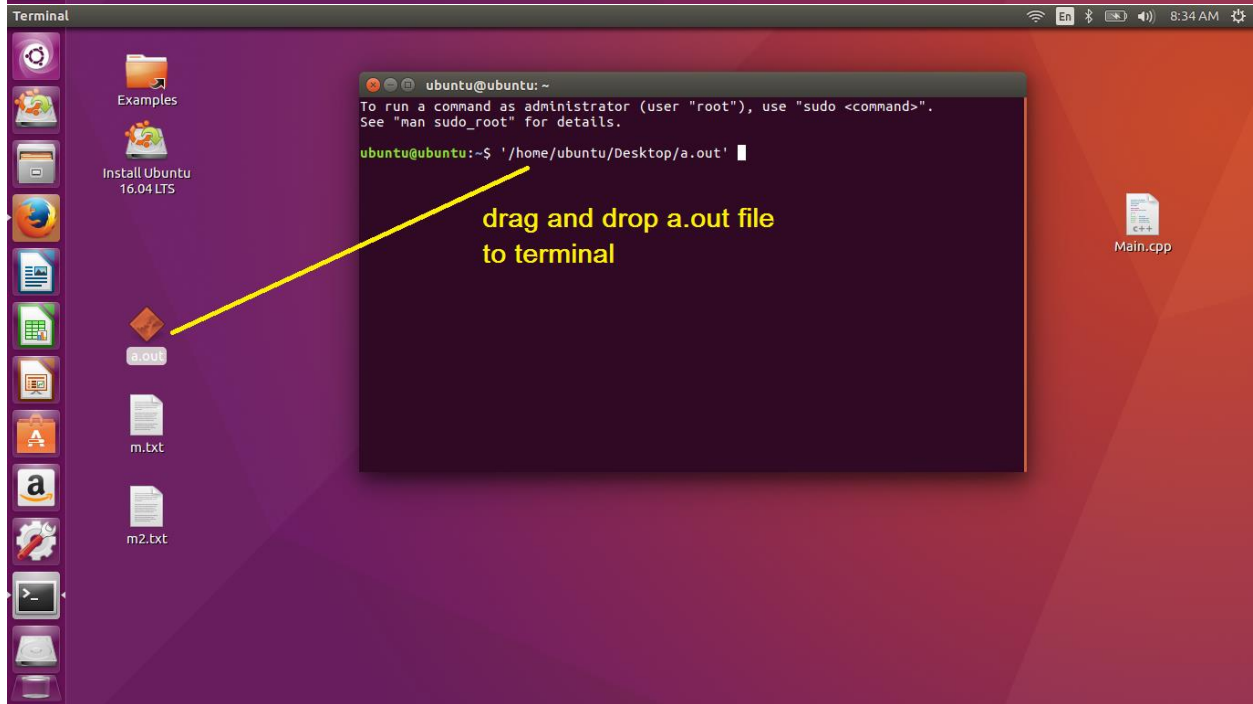 Terminal
En
8:34 AM
Examples
Install Ubuntu
16.04 LTS
a.out
m.txt
m2.txt
ubuntu@ubuntu: ~
To run a command as administrator (user "root"), use "sudo <command>".
See "man sudo_root" for details.
ubuntu@ubuntu:~$ '/home/ubuntu/Desktop/a.out'
drag and drop a.out file
to terminal
C++
Main.cpp
A
a
>_